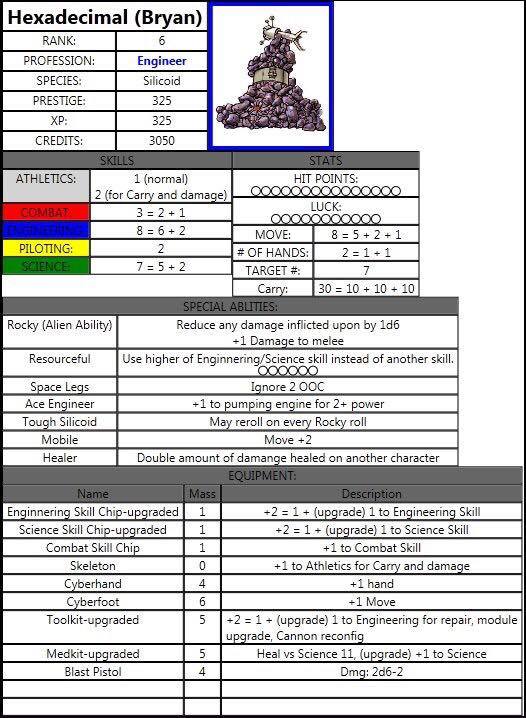 Hexadecimal (Bryan)
RANK: 6
PROFESSION: Engineer
SPECIES: Silicoid
PRESTIGE: 325
XP: 325
CREDITS: 3050
SKILLS
ATHLETICS: 1 (normal)
2 (for Carry and damage)
COMBAT: 3 = 2 + 1
ENGINEERING: 8 = 6 + 2
PILOTING: 2
SCIENCE: 7 = 5 + 2
STATS
HIT POINTS:
LUCK:
MOVE: 8 = 5 + 2 + 1
# OF HANDS: 2 = 1 + 1
TARGET #: 7
Carry: 30 = 10 + 10 + 10
SPECIAL ABLITIES:
Rocky (Alien Ability) Reduce any damage inflicted upon by 1d6
+1 Damage to melee
Resourceful Use higher of Enginnering/Science skill instead of another skill.
Space Legs Ignore 2 OOC
Ace Engineer +1 to pumping engine for 2+ power
Tough Silicoid May reroll on every Rocky roll
Mobile Move +2
Healer Double amount of damage healed on another character
EQUIPMENT:
Name Mass Description
Enginnering Skill Chip-upgraded 1 +2 = 1 + (upgrade) 1 to Engineering Skill
Science Skill Chip-upgraded 1 +2 = 1 + (upgrade) 1 to Science Skill
Combat Skill Chip 1 +1 to Combat Skill
Skeleton 0 +1 to Athletics for Carry and damage
Cyberhand 4 +1 hand
Cyberfoot 6 +1 Move
Toolkit-upgraded 5 +2 = 1 + (upgrade) 1 to Engineering for repair, module
upgrade, Cannon reconfig
Medkit-upgraded 5 Heal vs Science 11, (upgrade) +1 to Science
Blast Pistol 4 Dmg: 2d6-2